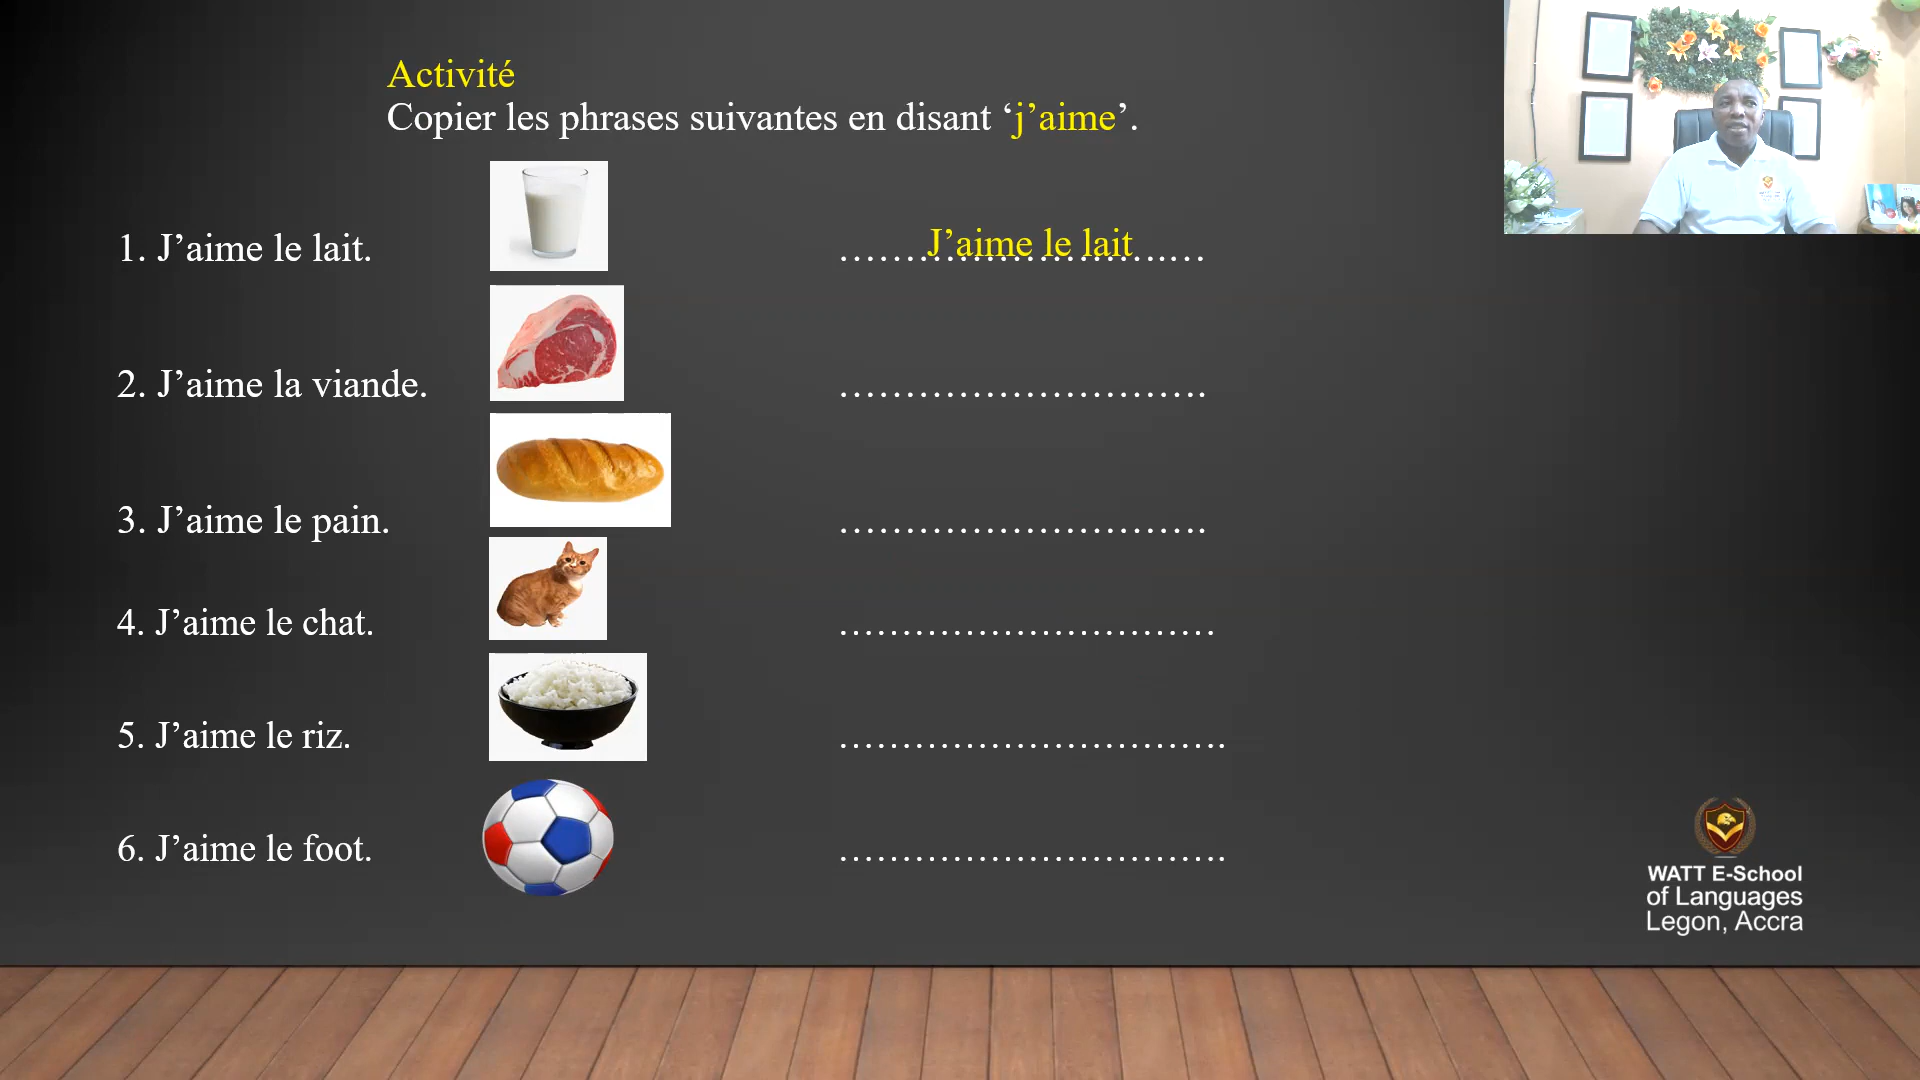 Activité
Copier les phrases suivantes en disant ‘j’aime’.
1. J’aime le lait.
J’aime le lait
…………………………
2. J’aime la viande.
……………………….
3. J’aime le pain.
……………………….
4. J’aime le chat.
…………………………
5. J’aime le riz.
………………………….
6. J’aime le foot.
………………………….
WATT E-School
of Languages
Legon, Accra